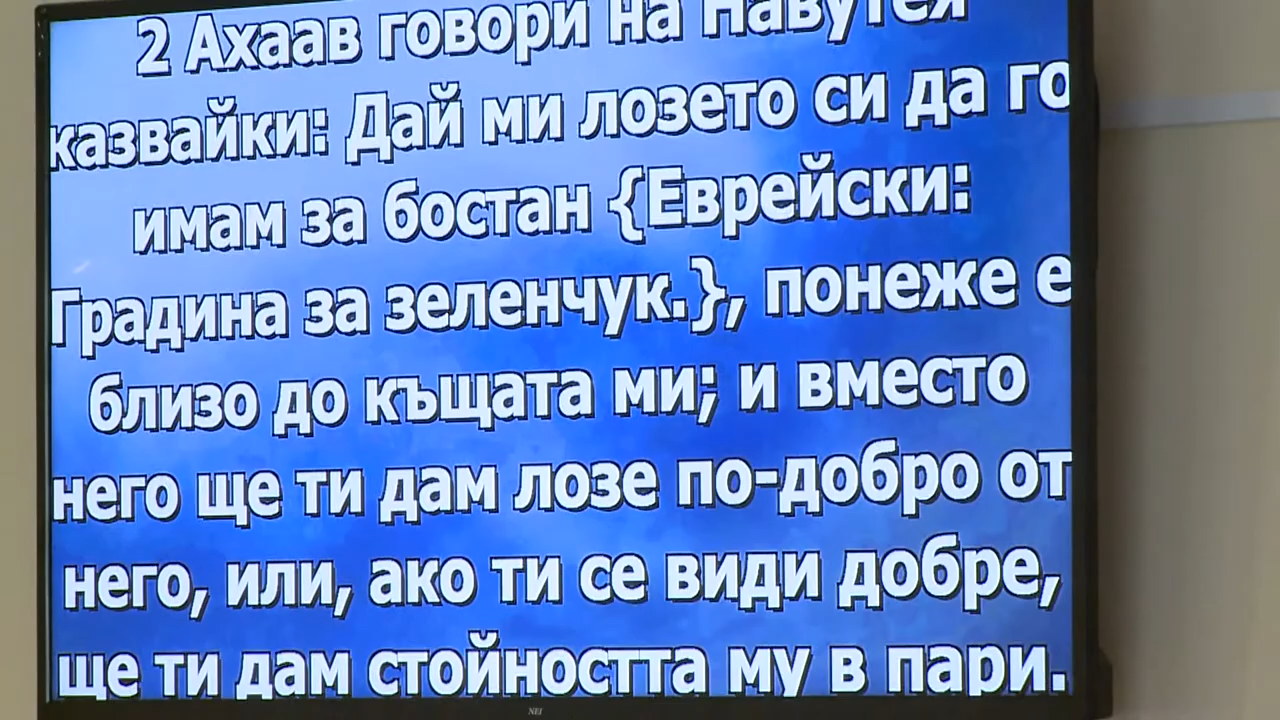 2 Ахаав говори на Навутея
казвайки: Дай ми лозето си да го
имам за бостан {Еврейски:
Градина за зеленчук.}, понеже е
близо до къщата ми; и вместо
него ще ти дам лозе по-добро от
него, или, ако ти се види добре,
ще ти дам стойността му в пари.
NEI